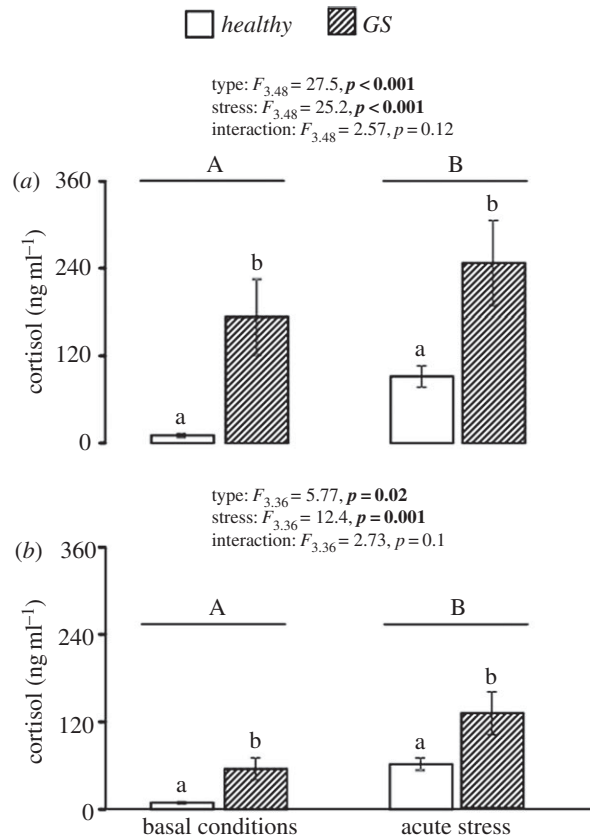 healthy GS
type: F3.48 = 27.5, p < 0.001
stress: F3.48 = 25.2, p < 0.001
interaction: F3.48 = 2.57, p = 0.12
(a) 360 A B
240 b b
cortisol (ng ml−1)
120 a
0 a
type: F3.36 = 5.77, p = 0.02
stress: F3.36 = 12.4, p = 0.001
interaction: F3.36 = 2.73, p = 0.1
(b) 360
A B
240
cortisol (ng ml−1)
b b
120
a a
0
basal conditions acute stress